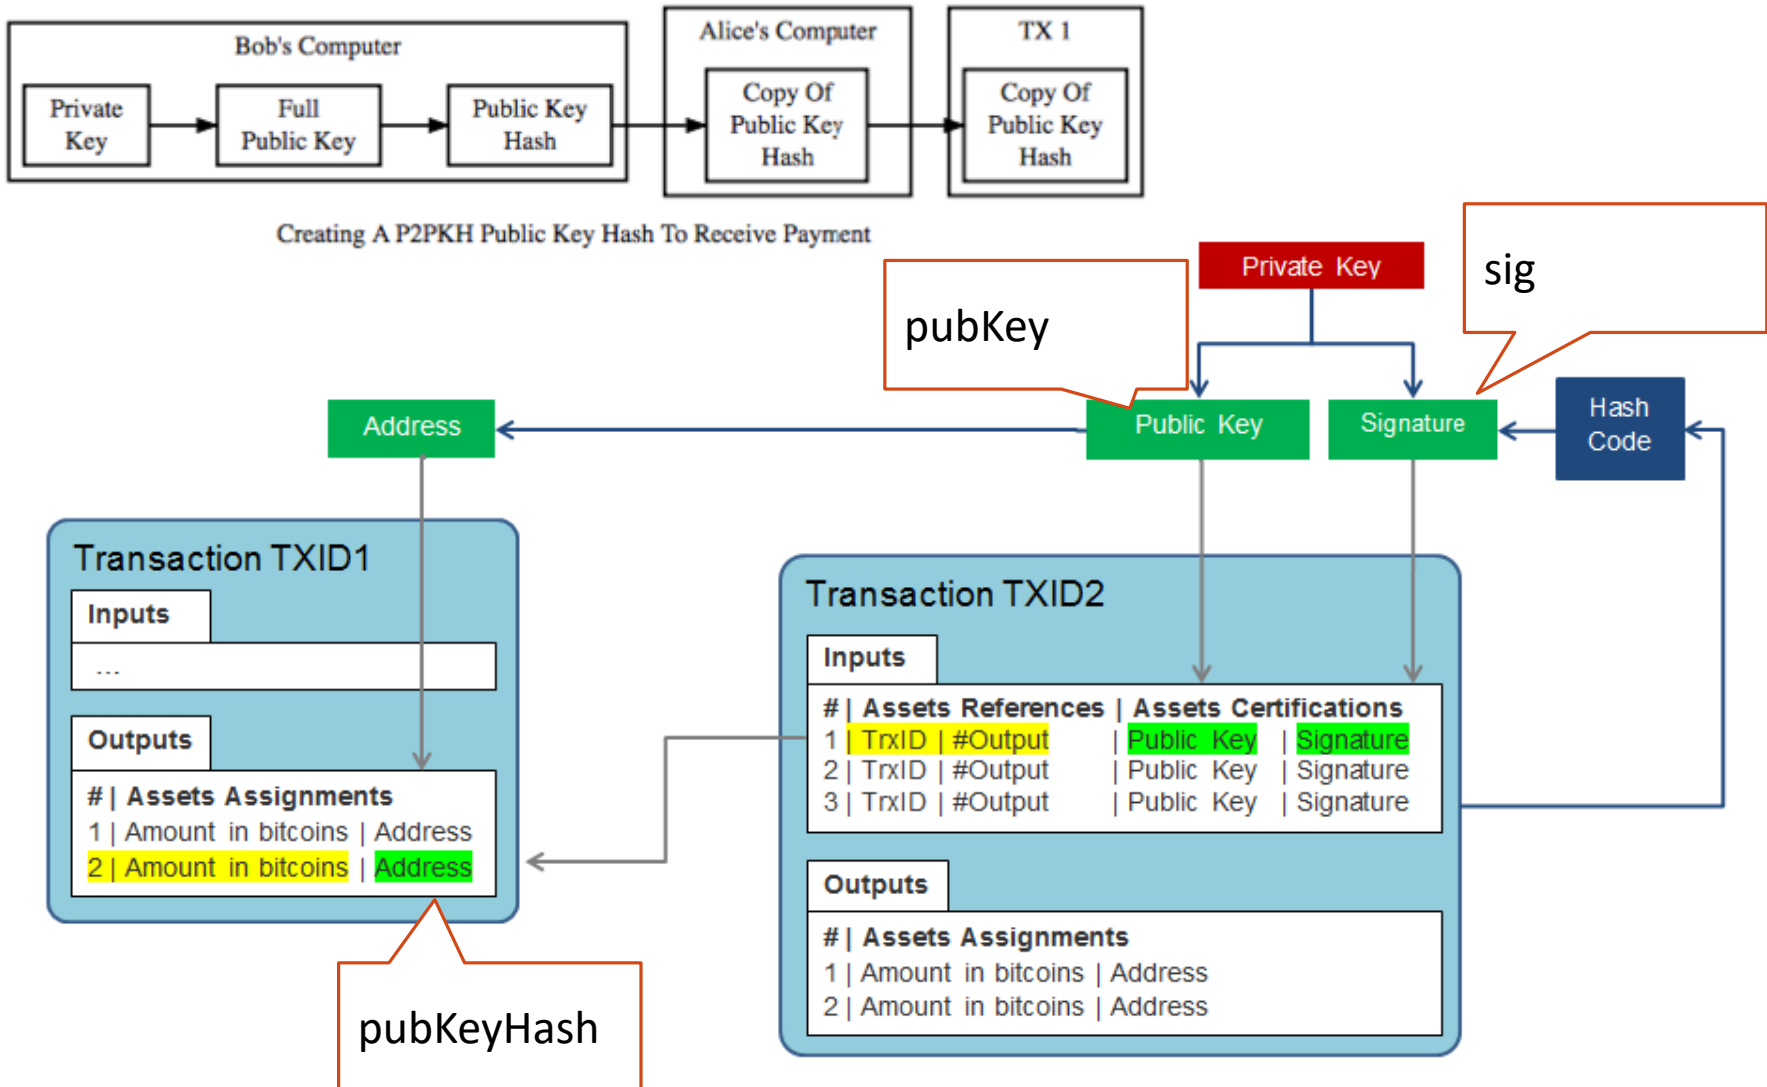 Bob's Computer
Private
Key
Full
Public Key
Public Key
Hash
Alice's Computer
Copy Of
Public Key
Hash
TX 1
Copy Of
Public Key
Hash
Creating A P2PKH Public Key Hash To Receive Payment
Private Key
pubKey
sig
Address
Public Key
Signature
Hash
Code
Transaction TXID1
Inputs
...
Outputs
# | Assets Assignments
1 | Amount in bitcoins | Address
2 | Amount in bitcoins | Address
pubKeyHash
Transaction TXID2
Inputs
# | Assets References | Assets Certifications
1 | TrxID | #Output | Public Key | Signature
2 | TrxID | #Output | Public Key | Signature
3 | TrxID | #Output | Public Key | Signature
Outputs
# | Assets Assignments
1 | Amount in bitcoins | Address
2 | Amount in bitcoins | Address